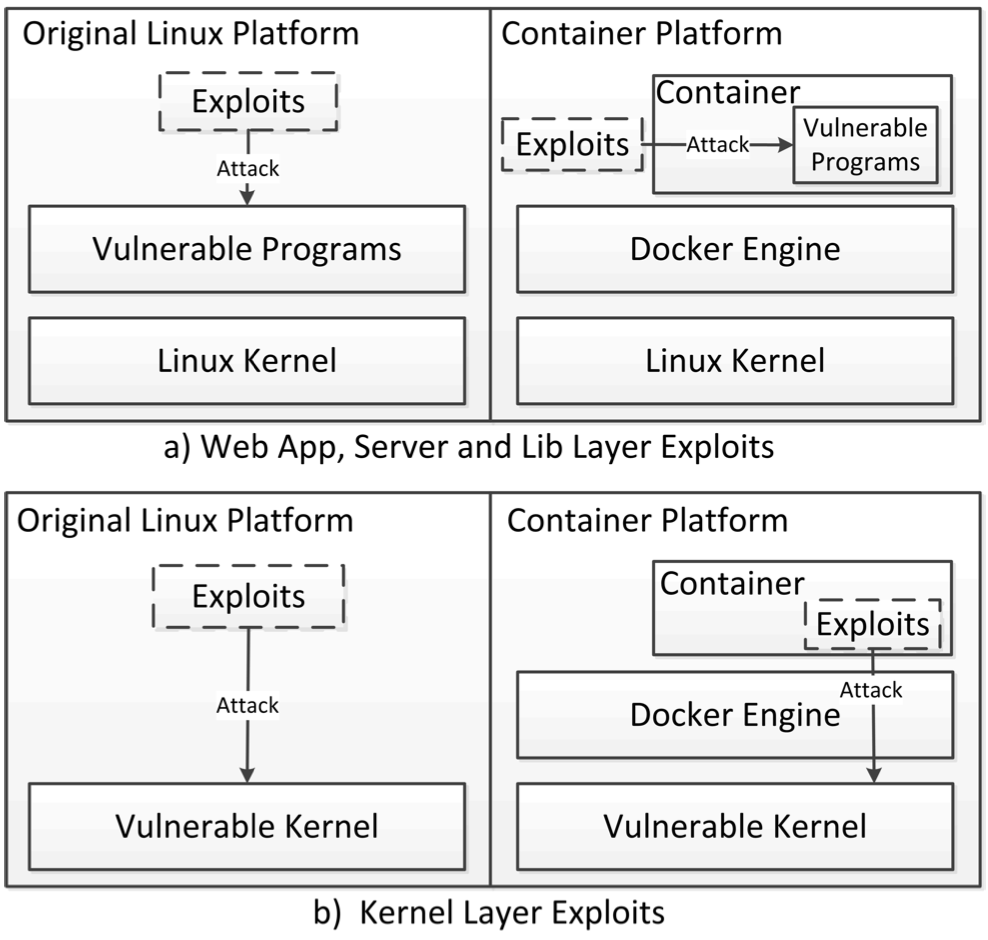 Original Linux Platform
Exploits
Attack
Vulnerable Programs
Linux Kernel
Container Platform
Container
Exploits
Attack
Vulnerable
Programs
Docker Engine
Linux Kernel
a) Web App, Server and Lib Layer Exploits
Original Linux Platform
Exploits
Attack
Vulnerable Kernel
Container Platform
Container
Exploits
Attack
Docker Engine
Vulnerable Kernel
b) Kernel Layer Exploits